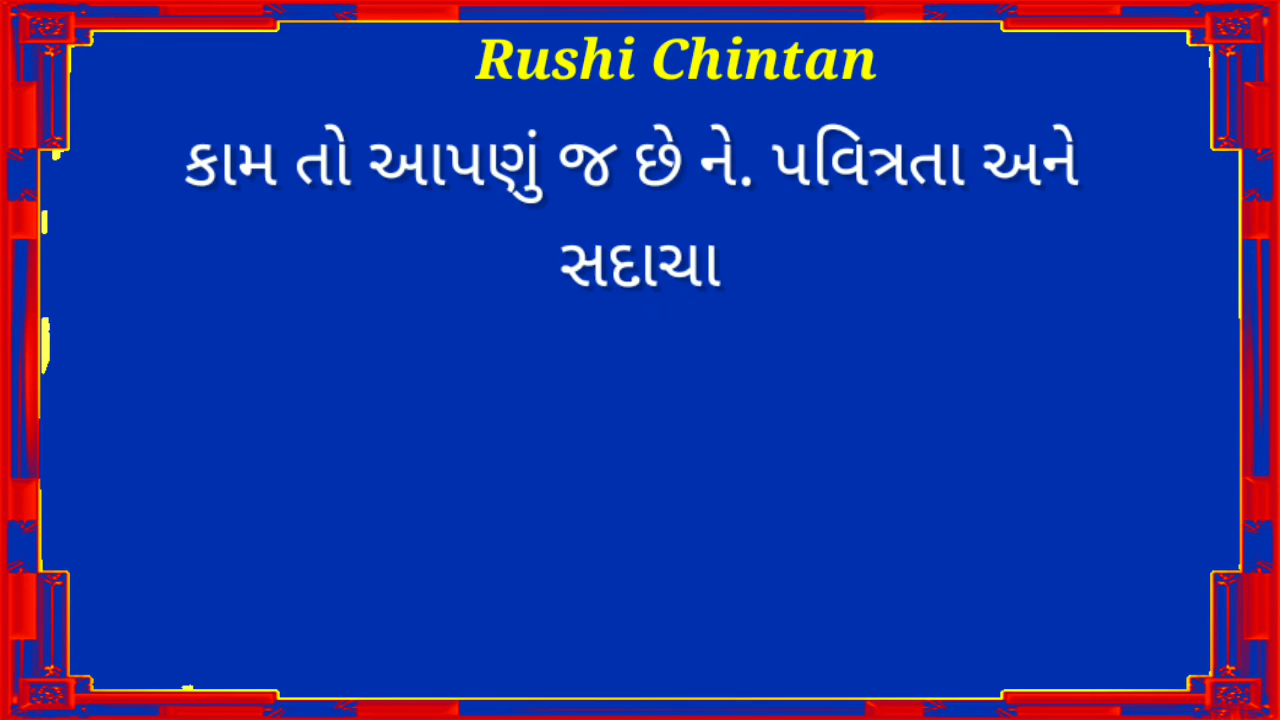 Rushi Chintan
કામ તો આપણું જ છે ને. પવિત્રતા અને
સદાચા